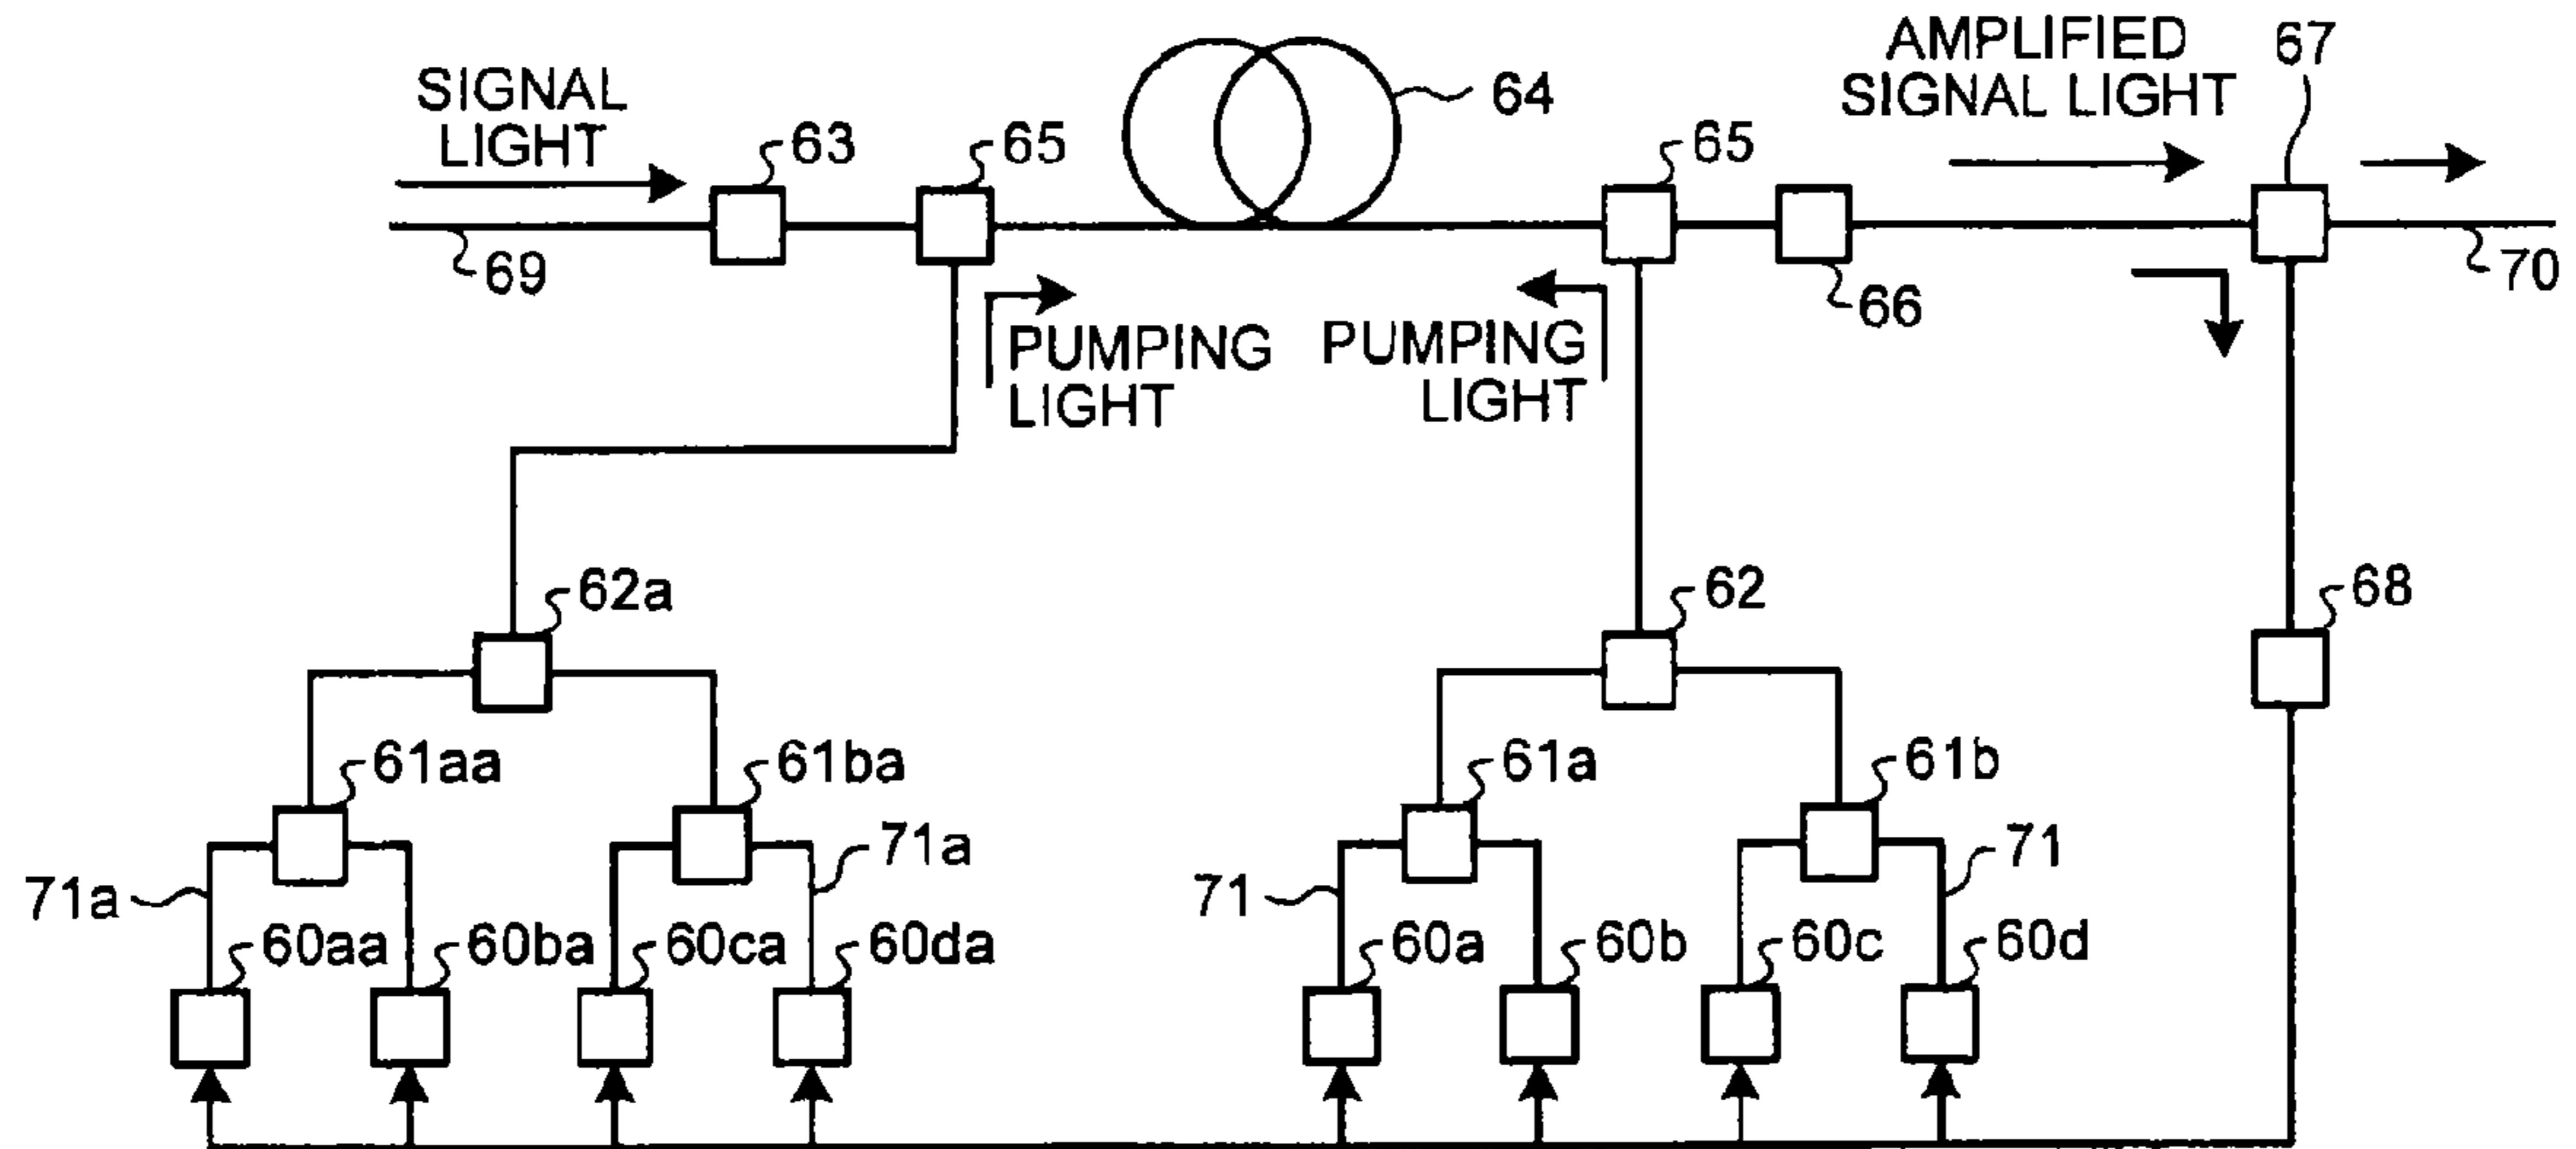 SIGNAL
LIGHT
63
65
64
65
AMPLIFIED
SIGNAL LIGHT
67
69
66
70
PUMPING
LIGHT
PUMPING
LIGHT
62a
62
68
61aa
61ba
61a
61b
71a
71a
71
71
60aa
60ba
60ca
60da
60a
60b
60c
60d